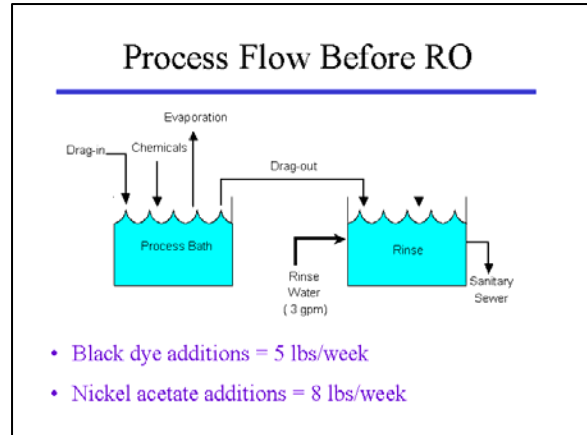 Process Flow Before RO
Evaporation
Drag-in
Chemicals
Drag-out
Process Bath
Rinse
Rinse
Water
( 3 gpm)
Sanitary
Sewer
• Black dye additions = 5 lbs/week
• Nickel acetate additions = 8 lbs/week